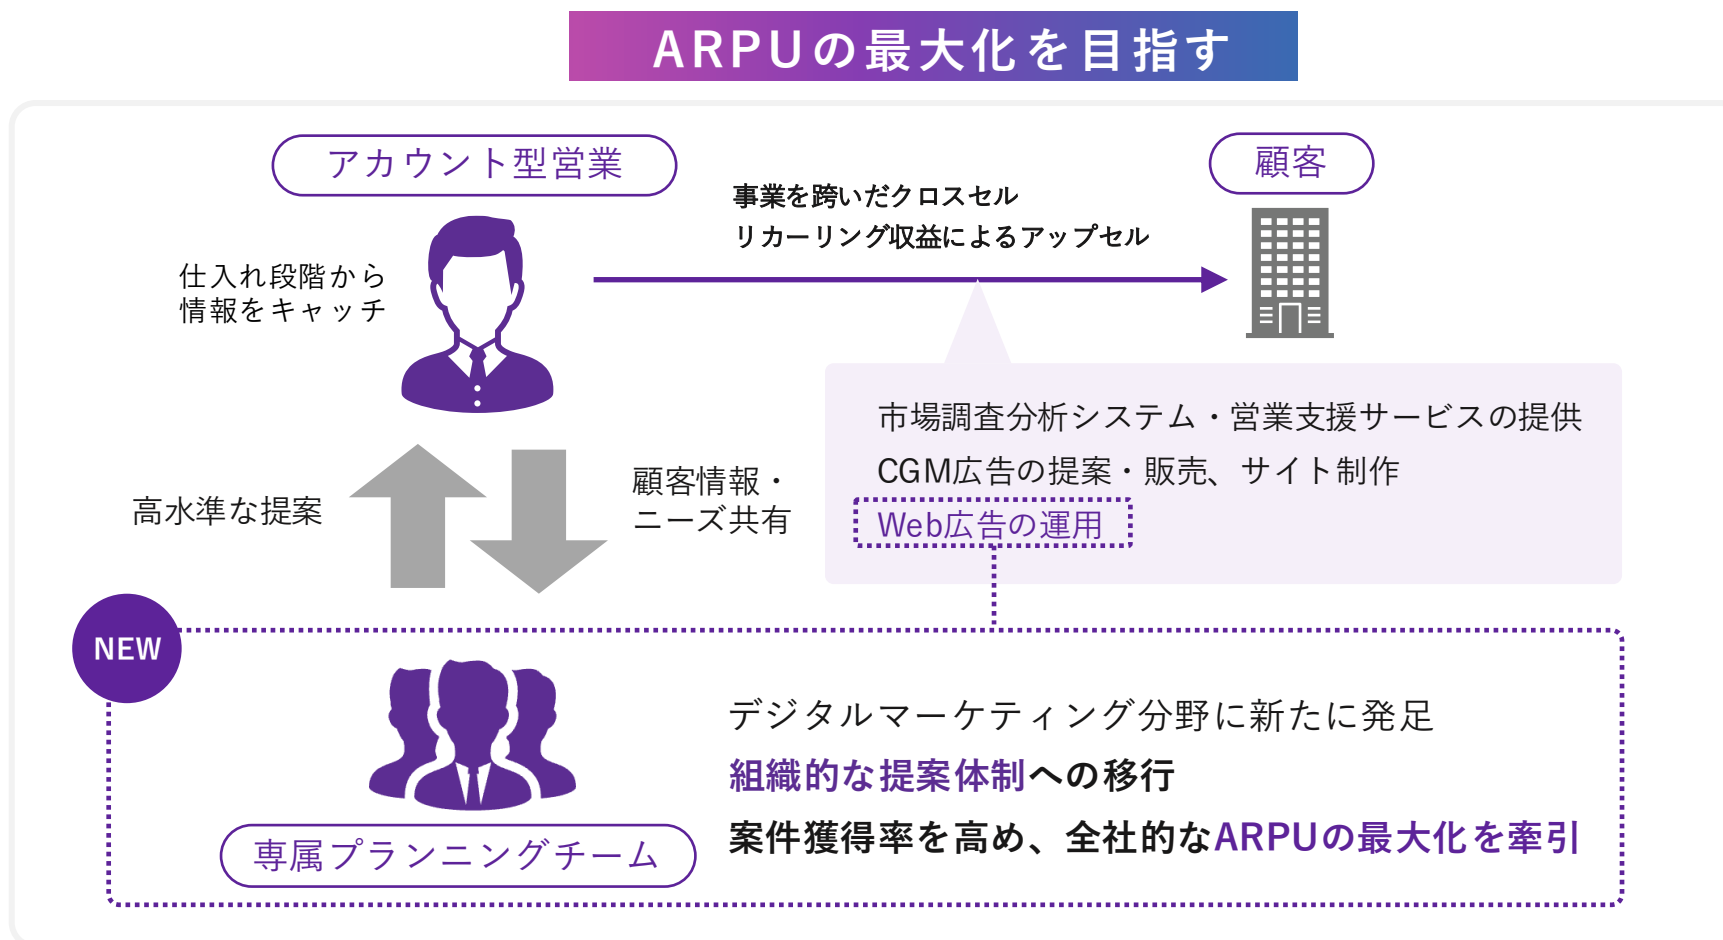 ARPUの最大化を目指す
アカウント型営業
顧客
事業を跨いだクロスセル
リカーリング収益によるアップセル
仕入れ段階から
情報をキャッチ
市場調査分析システム・営業支援サービスの提供
CGM広告の提案・販売、サイト制作
Web広告の運用
高水準な提案
顧客情報・
ニーズ共有
NEW
デジタルマーケティング分野に新たに発足
組織的な提案体制への移行
案件獲得率を高め、全社的なARPUの最大化を牽引
専属プランニングチーム